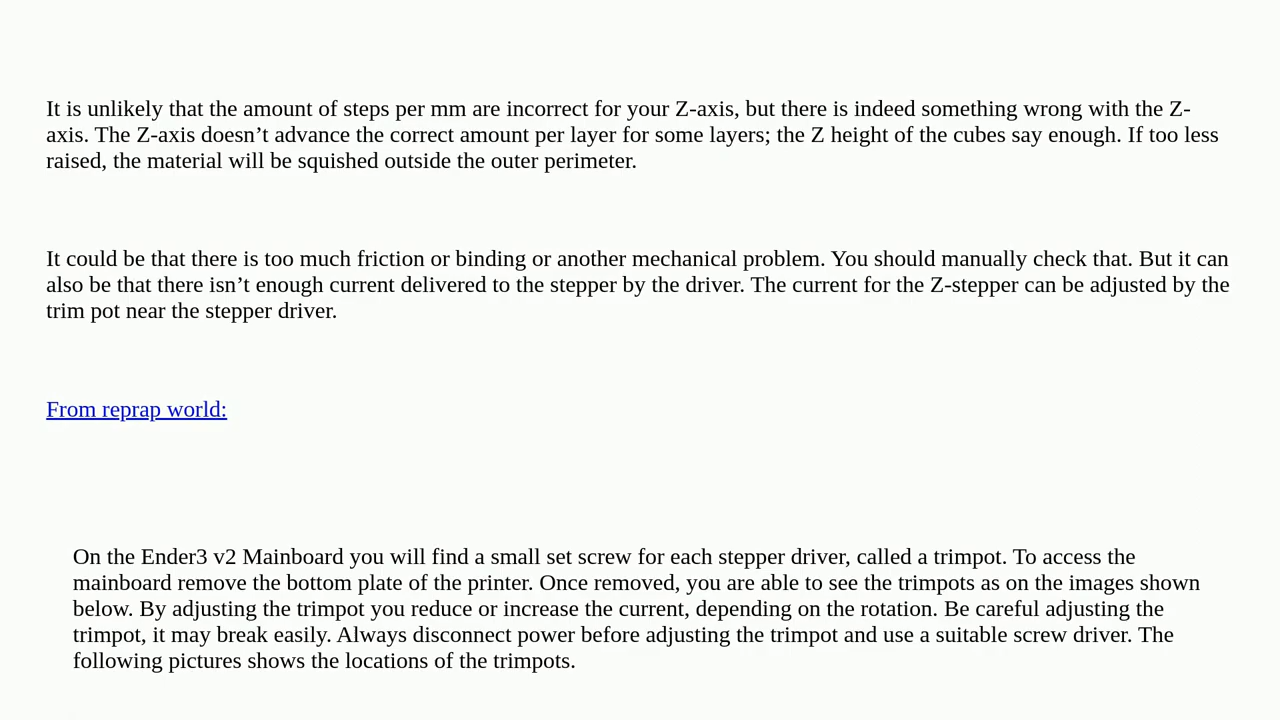 It is unlikely that the amount of steps per mm are incorrect for your Z-axis, but there is indeed something wrong with the Z-
axis. The Z-axis doesn’t advance the correct amount per layer for some layers; the Z height of the cubes say enough. If too less
raised, the material will be squished outside the outer perimeter.
It could be that there is too much friction or binding or another mechanical problem. You should manually check that. But it can
also be that there isn’t enough current delivered to the stepper by the driver. The current for the Z-stepper can be adjusted by the
trim pot near the stepper driver.
From reprap world:
On the Ender3 v2 Mainboard you will find a small set screw for each stepper driver, called a trimpot. To access the
mainboard remove the bottom plate of the printer. Once removed, you are able to see the trimpots as on the images shown
below. By adjusting the trimpot you reduce or increase the current, depending on the rotation. Be careful adjusting the
trimpot, it may break easily. Always disconnect power before adjusting the trimpot and use a suitable screw driver. The
following pictures shows the locations of the trimpots.